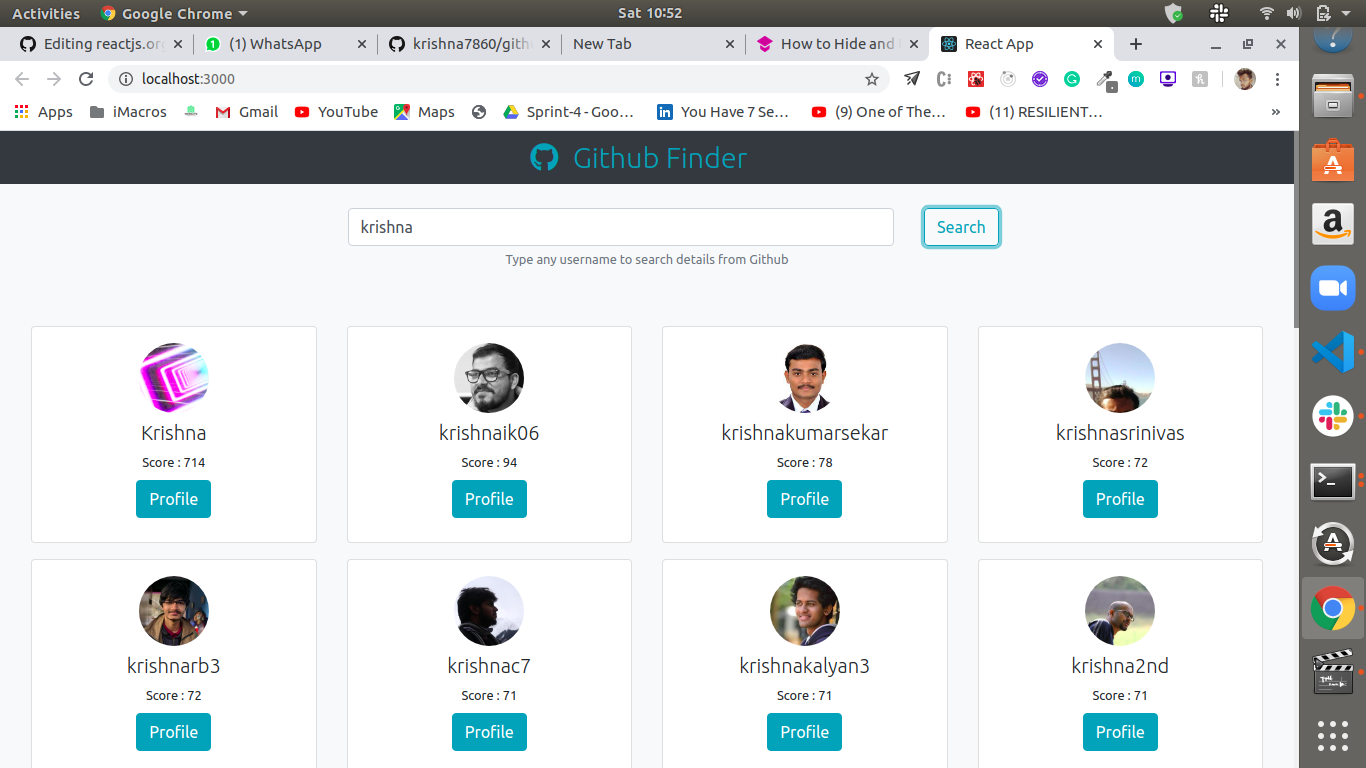 Activities Google Chrome Sat 10:52
Editing reactjs.or (1) WhatsApp krishna7860/gith New Tab How to Hide and React App
localhost:3000
Apps iMacros Gmail YouTube Maps Sprint-4 - Goo… You Have 7 Se… (9) One of The… (11) RESILIENT… »
Github Finder
krishna Search
Type any username to search details from Github
Krishna krishnaik06 krishnakumarsekar krishnasrinivas
Score : 714 Score : 94 Score : 78 Score : 72
Profile Profile Profile Profile
krishnarb3 krishnac7 krishnakalyan3 krishna2nd
Score : 72 Score : 71 Score : 71 Score : 71
Profile Profile Profile Profile